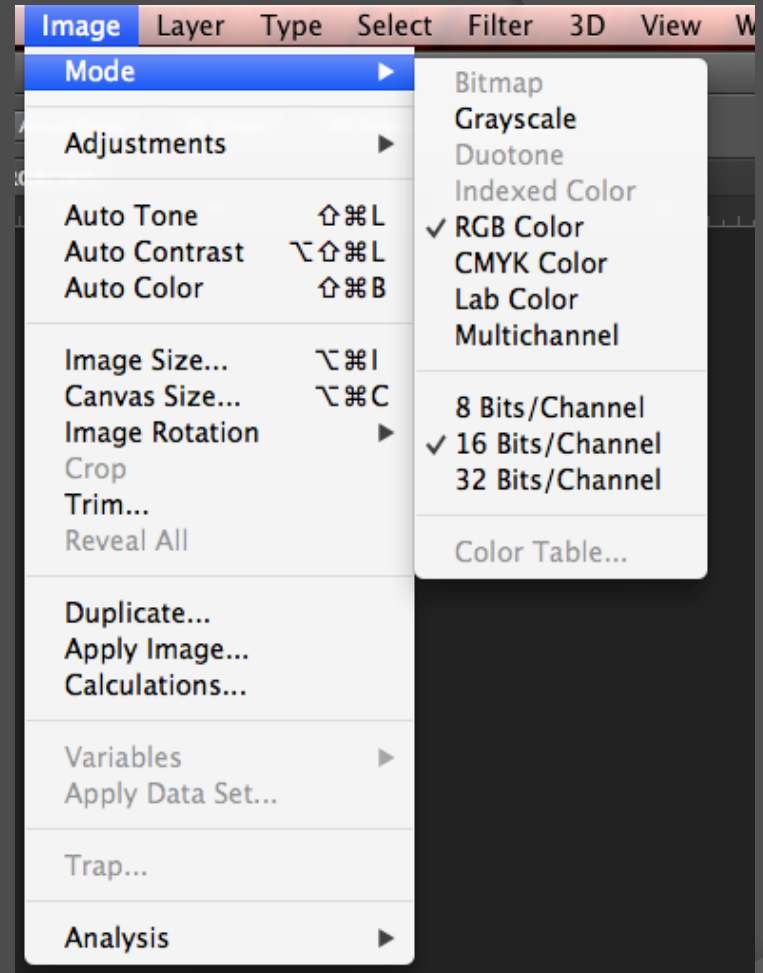 Image Layer Type Select Filter 3D View
Mode ▶
Adjustments ▶
Auto Tone ⇧⌘L
Auto Contrast ⌥⇧⌘L
Auto Color ⇧⌘B
Image Size... ⌥⌘I
Canvas Size... ⌥⌘C
Image Rotation ▶
Crop
Trim...
Reveal All
Duplicate...
Apply Image...
Calculations...
Variables ▶
Apply Data Set...
Trap...
Analysis ▶
Bitmap
Grayscale
Duotone
Indexed Color
✓ RGB Color
CMYK Color
Lab Color
Multichannel
8 Bits/Channel
✓ 16 Bits/Channel
32 Bits/Channel
Color Table...